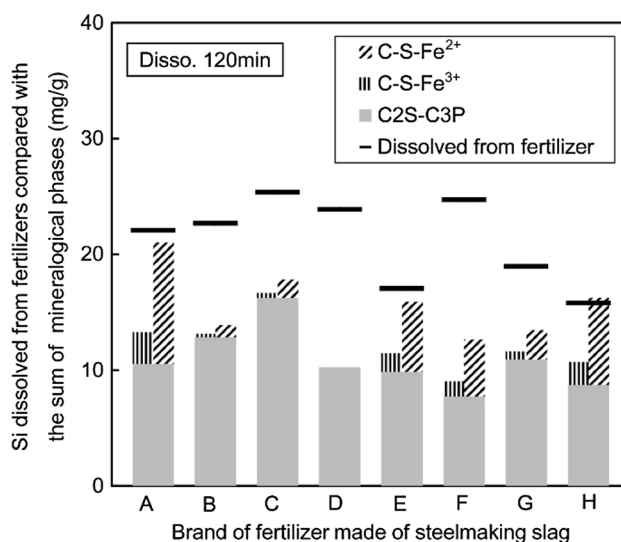 Si dissolved from fertilizers compared with
the sum of mineralogical phases (mg/g)
40
30
20
10
0
Disso. 120min
C-S-Fe²⁺
C-S-Fe³⁺
C2S-C3P
Dissolved from fertilizer
A B C D E F G H
Brand of fertilizer made of steelmaking slag